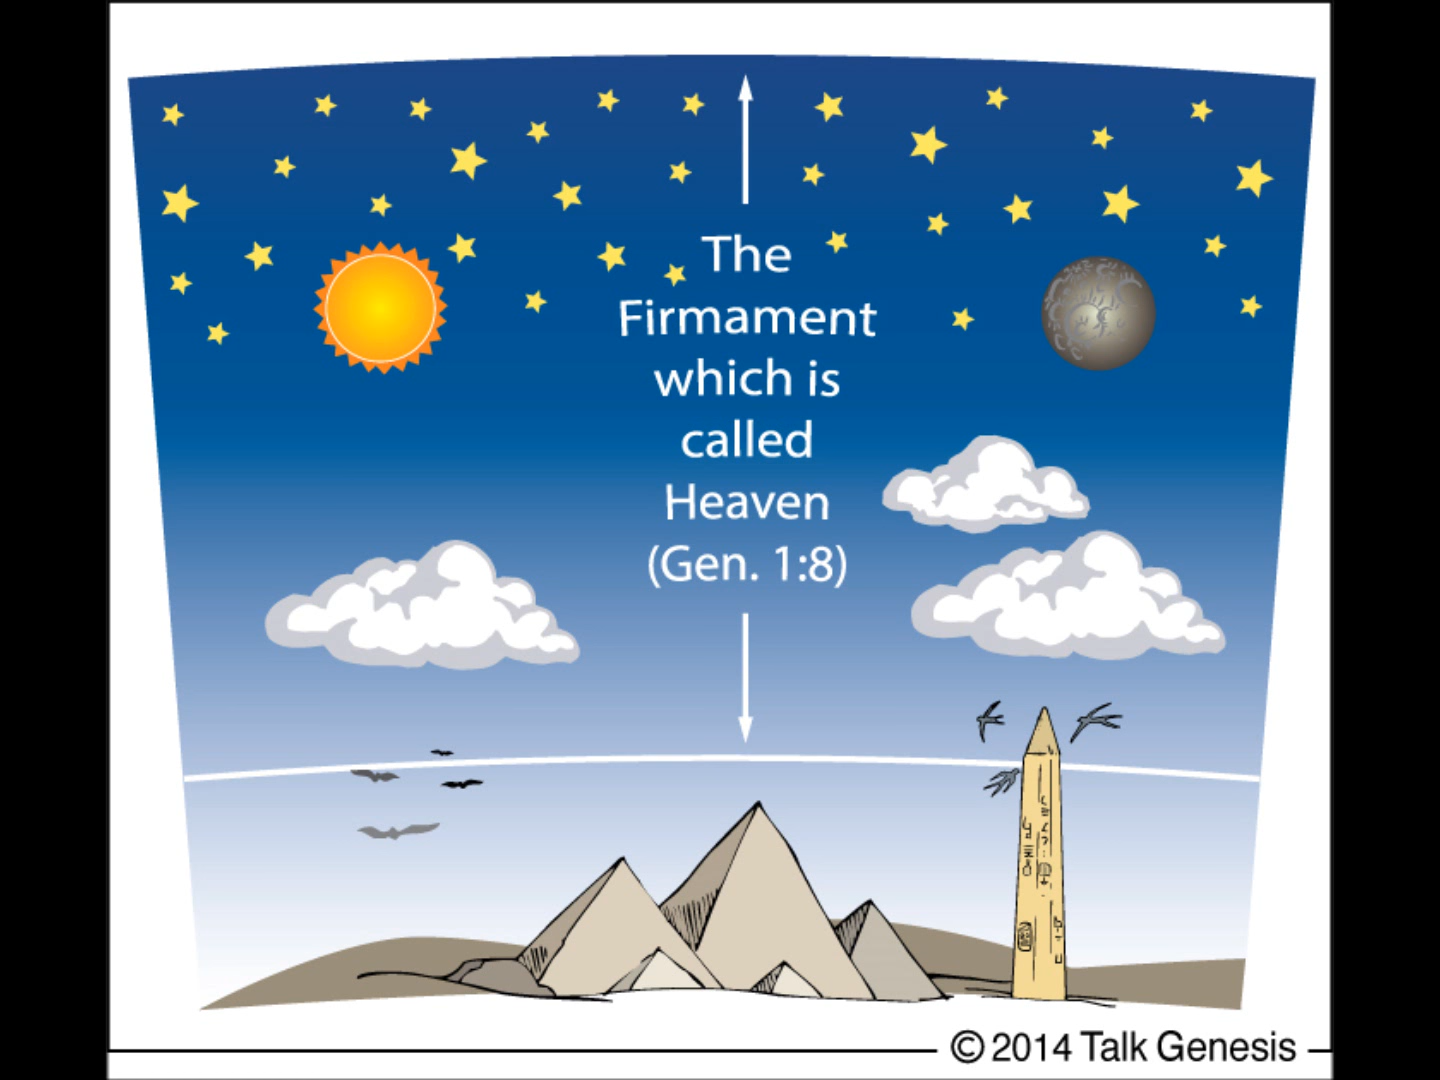 The
Firmament
which is
called
Heaven
(Gen. 1:8)
© 2014 Talk Genesis